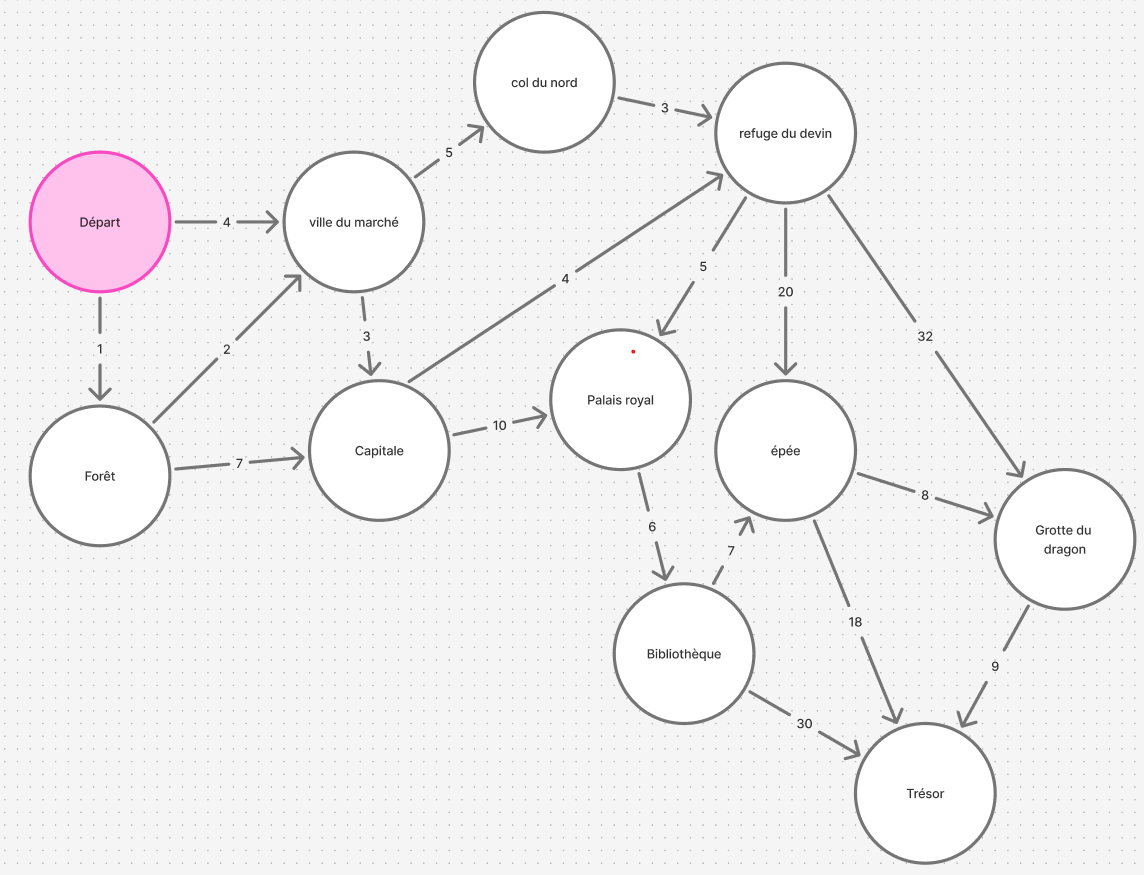 col du nord
3
refuge du devin
5
Départ
4
ville du marché
4
5
20
3
32
1
2
Palais royal
10
Capitale
7
Forêt
épée
8
6
7
Grotte du
dragon
18
Bibliothèque
9
30
Trésor